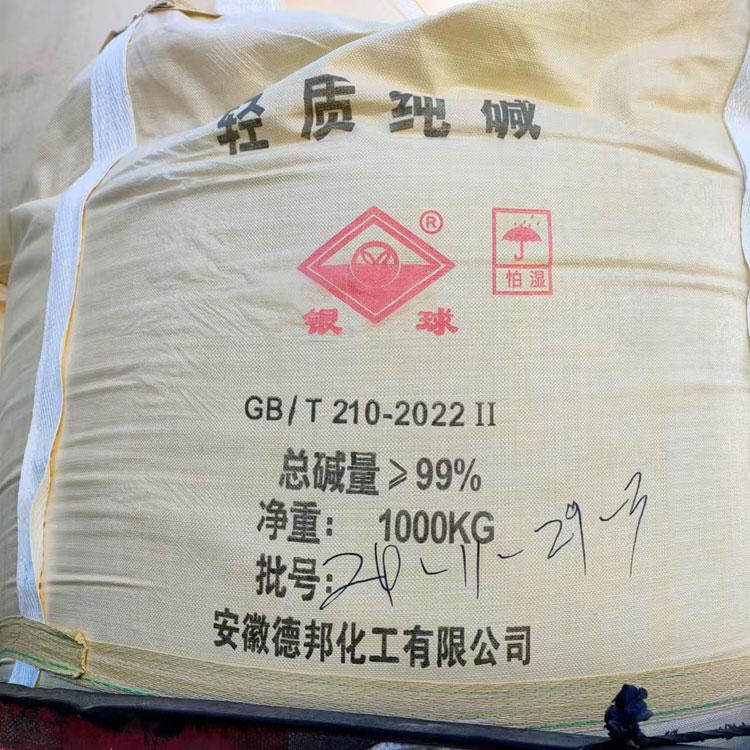 轻质纯碱
®
银球
怕湿
GB/T 210-2022 II
总碱量≥99%
净重: 1000KG
批号: 24-11-29-3
安徽德邦化工有限公司